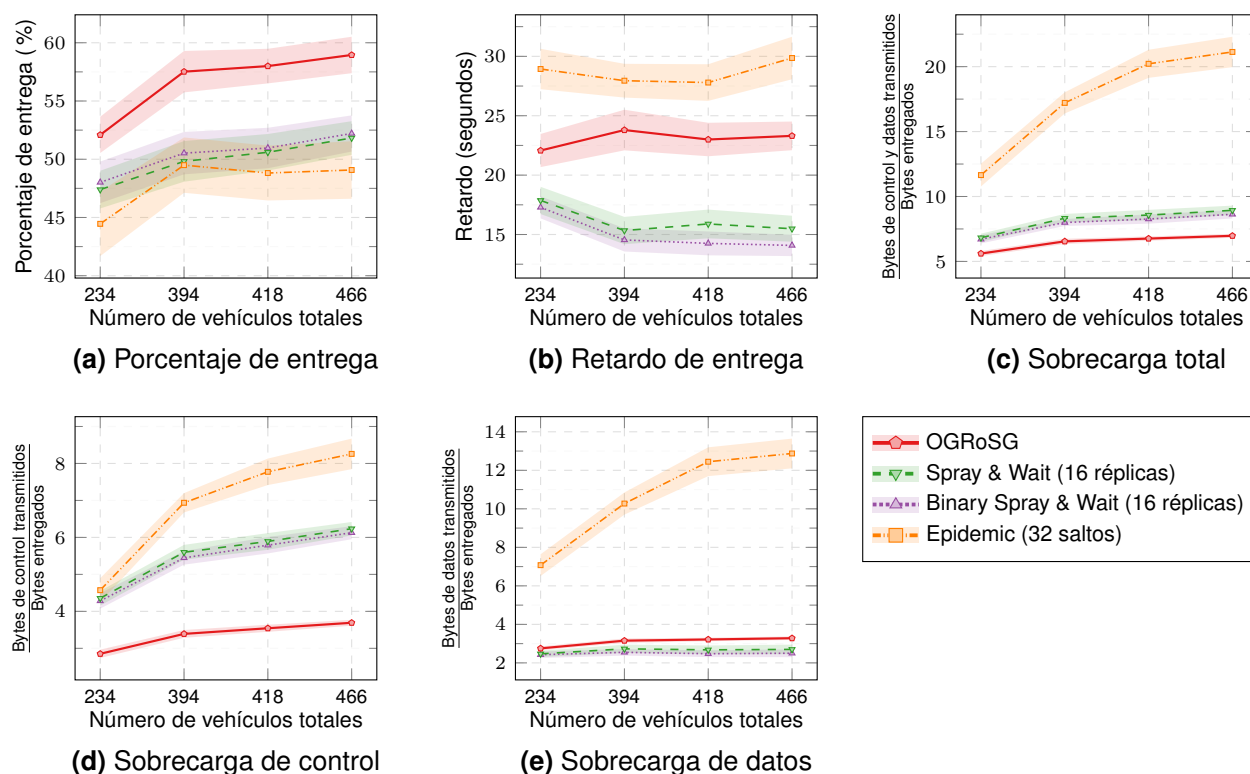 Porcentaje de entrega (%)
60
55
50
45
40
234 394 418 466
Número de vehículos totales
(a) Porcentaje de entrega
Retardo (segundos)
30
25
20
15
234 394 418 466
Número de vehículos totales
(b) Retardo de entrega
Bytes de control y datos transmitidos
Bytes entregados
20
15
10
5
234 394 418 466
Número de vehículos totales
(c) Sobrecarga total
Bytes de control transmitidos
Bytes entregados
8
6
4
234 394 418 466
Número de vehículos totales
(d) Sobrecarga de control
Bytes de datos transmitidos
Bytes entregados
14
12
10
8
6
4
2
234 394 418 466
Número de vehículos totales
(e) Sobrecarga de datos
OGRoSG
Spray & Wait (16 réplicas)
Binary Spray & Wait (16 réplicas)
Epidemic (32 saltos)